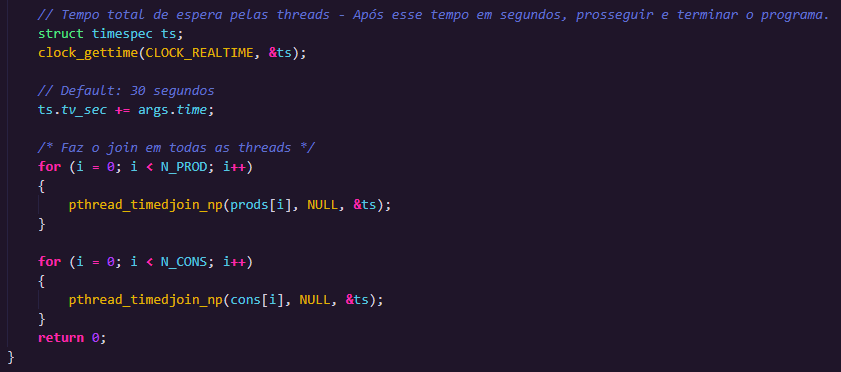 // Tempo total de espera pelas threads - Após esse tempo em segundos, prosseguir e terminar o programa.
struct timespec ts;
clock_gettime(CLOCK_REALTIME, &ts);
// Default: 30 segundos
ts.tv_sec += args.time;
/* Faz o join em todas as threads */
for (i = 0; i < N_PROD; i++)
{
pthread_timedjoin_np(prods[i], NULL, &ts);
}
for (i = 0; i < N_CONS; i++)
{
pthread_timedjoin_np(cons[i], NULL, &ts);
}
return 0;
}